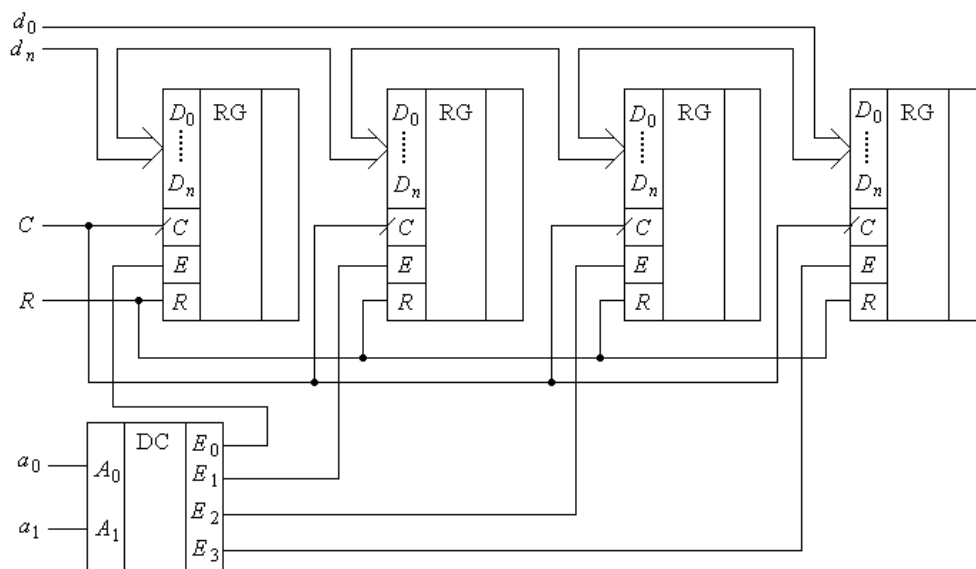 d0
dn
D0 RG D0 RG D0 RG D0 RG
Dn Dn Dn Dn
C C C C C
E E E E
R R R R R
DC E0
a0 A0 E1
E2
a1 A1
E3